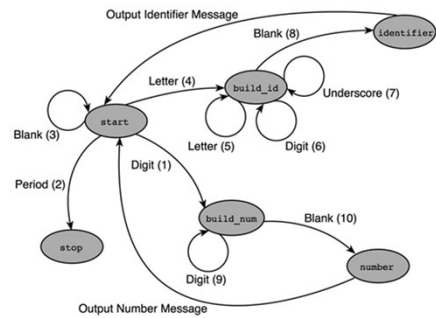 Output Identifier Message
identifier
Blank (8)
Letter (4)
build_id
Underscore (7)
Blank (3)
start
Letter (5)
Digit (6)
Period (2)
Digit (1)
build_num
Blank (10)
stop
Digit (9)
number
Output Number Message